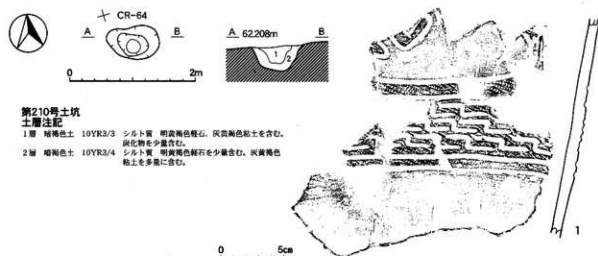 CR-64
A B
A 62.208m B
1
2
0 2m
第210号土坑
土層注記
1層 暗褐色土 10YR3/3 シルト質 明黄褐色軽石、灰黄褐色粘土を含む。
炭化物を少量含む。
2層 暗褐色土 10YR3/4 シルト質 明黄褐色軽石を少量含む。灰黄褐色
粘土を多量に含む。
0 5cm
1